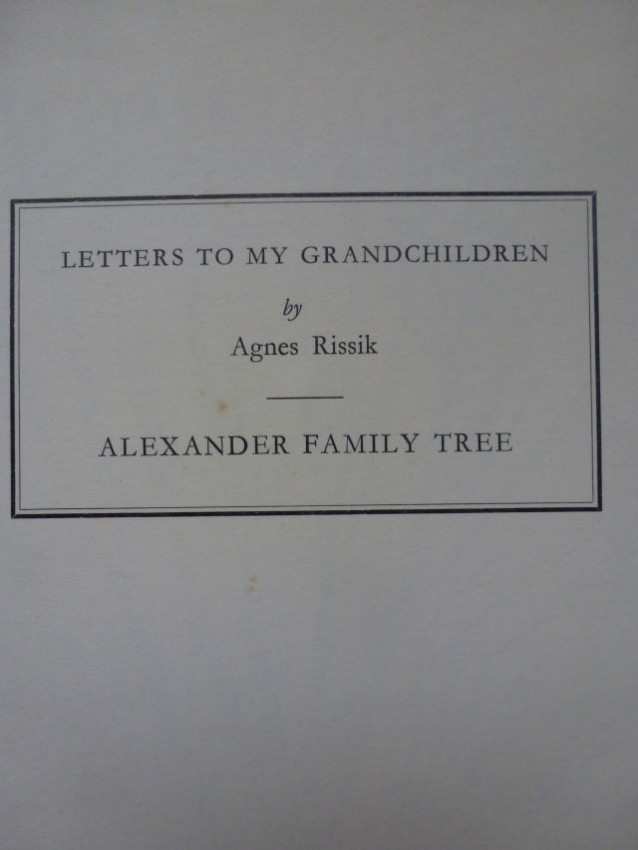 LETTERS TO MY GRANDCHILDREN
by
Agnes Rissik
ALEXANDER FAMILY TREE